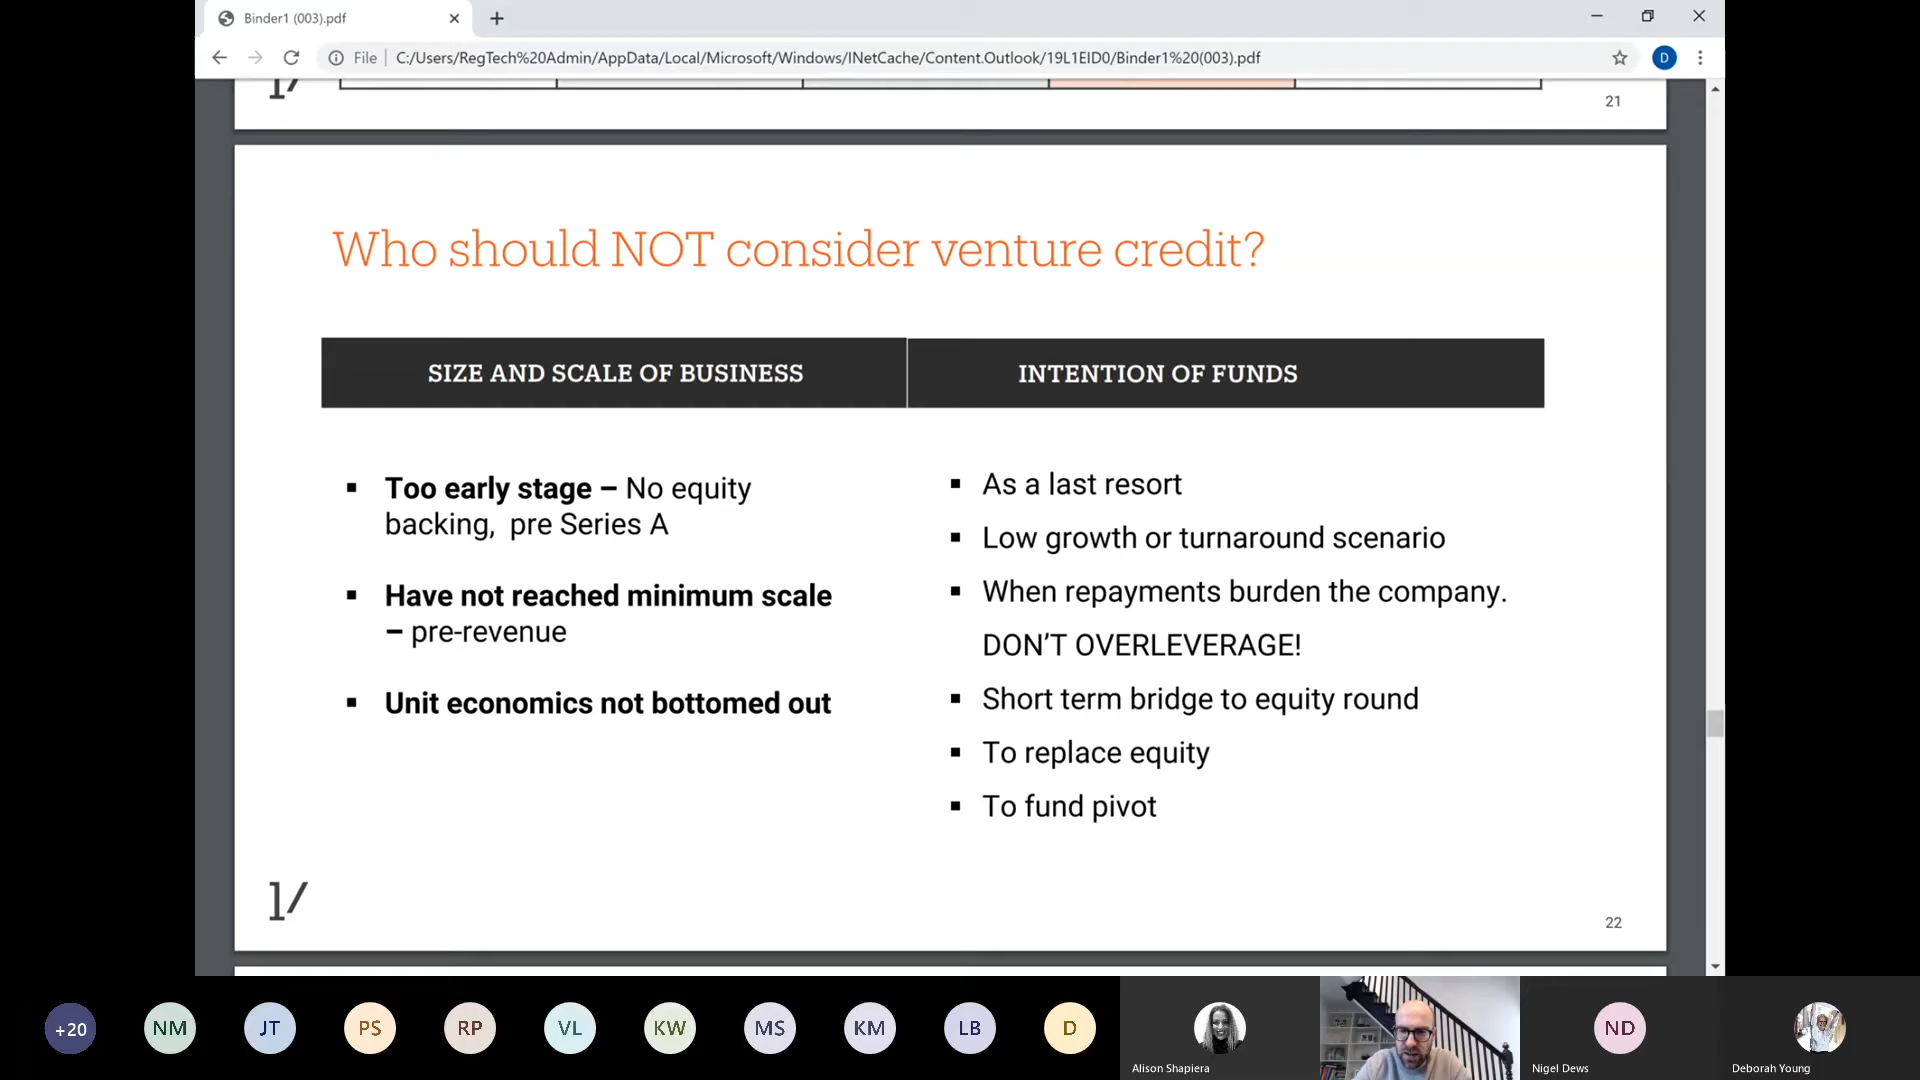 Binder1 (003).pdf
File
C:/Users/RegTech%20Admin/AppData/Local/Microsoft/Windows/INetCache/Content.Outlook/19L1EID0/Binder1%20(003).pdf
D
21
Who should NOT consider venture credit?
SIZE AND SCALE OF BUSINESS
INTENTION OF FUNDS
▪ Too early stage – No equity
backing, pre Series A
▪ Have not reached minimum scale
– pre-revenue
▪ Unit economics not bottomed out
▪ As a last resort
▪ Low growth or turnaround scenario
▪ When repayments burden the company.
DON'T OVERLEVERAGE!
▪ Short term bridge to equity round
▪ To replace equity
▪ To fund pivot
1/
22
+20
NM
JT
PS
RP
VL
KW
MS
KM
LB
D
Alison Shapiera
ND
Nigel Dews
Deborah Young